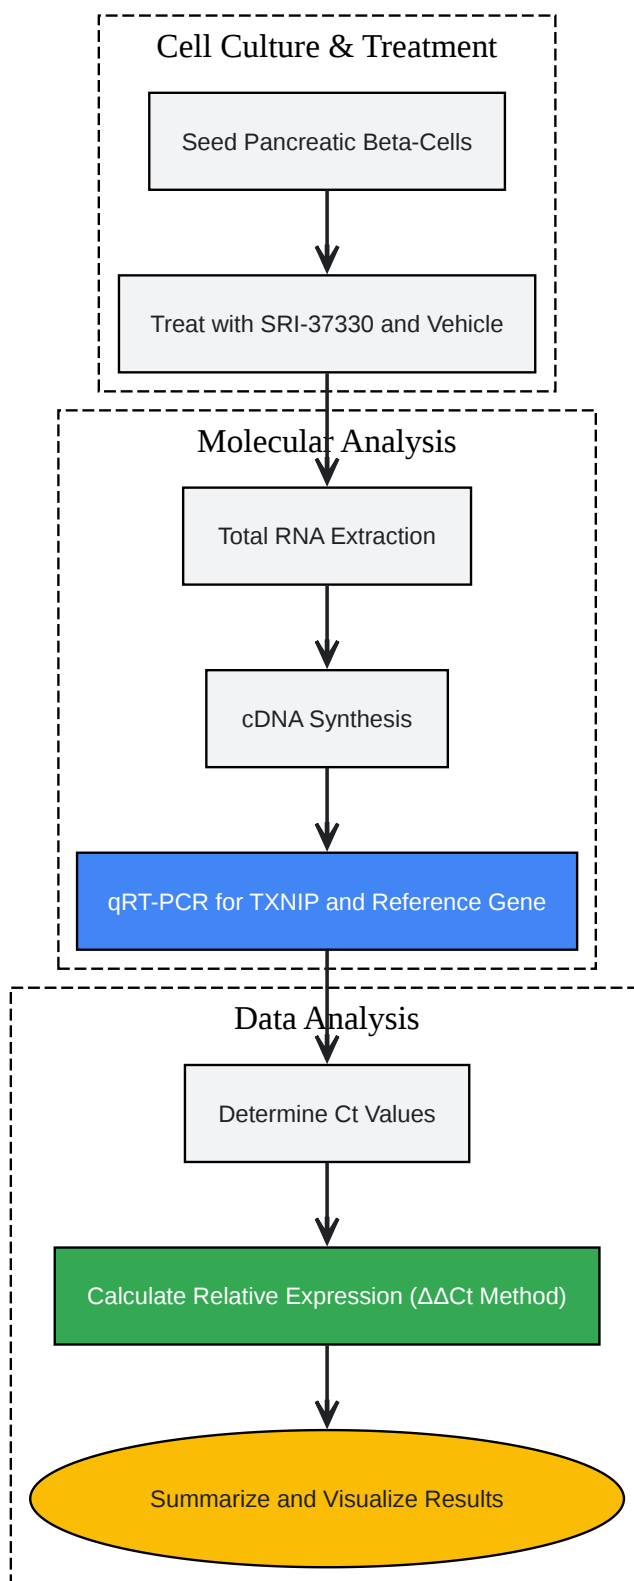 Cell Culture & Treatment
Seed Pancreatic Beta-Cells
Treat with SRI-37330 and Vehicle
Molecular Analysis
Total RNA Extraction
cDNA Synthesis
qRT-PCR for TXNIP and Reference Gene
Data Analysis
Determine Ct Values
Calculate Relative Expression (ΔΔCt Method)
Summarize and Visualize Results